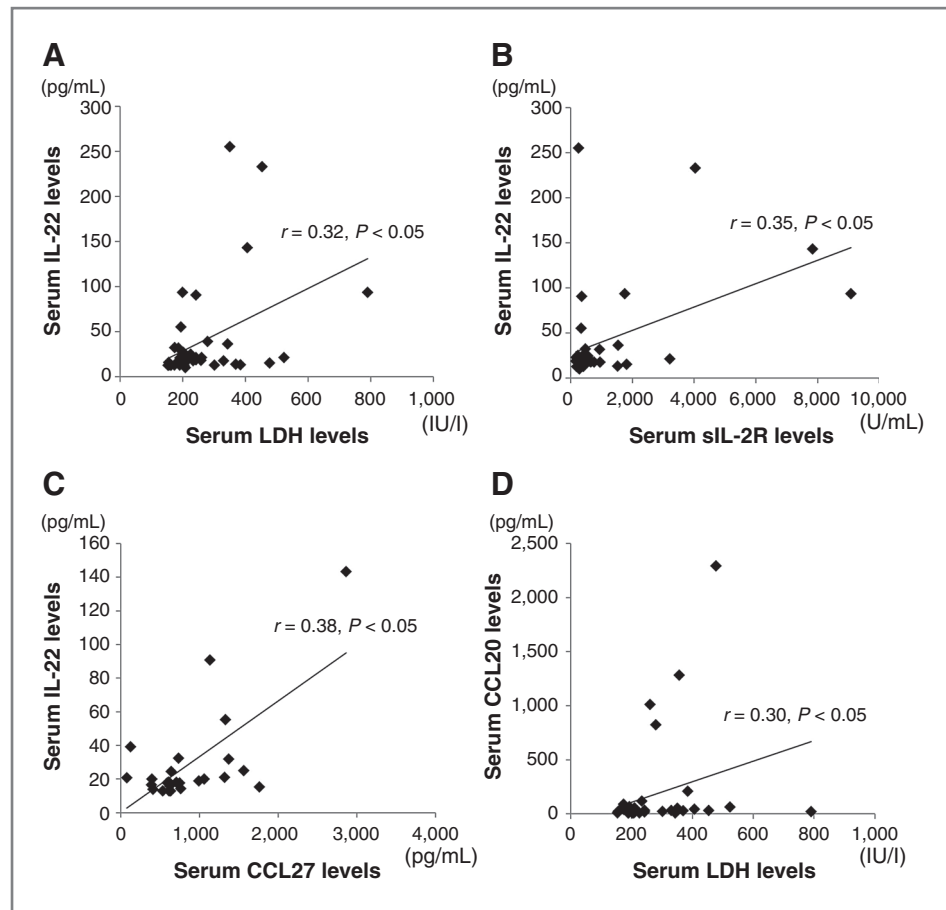 A
(pg/mL)
300
250
200
150
100
50
0
Serum IL-22 levels
r = 0.32, P < 0.05
0 200 400 600 800 1,000
(IU/l)
Serum LDH levels
B
(pg/mL)
300
250
200
150
100
50
0
Serum IL-22 levels
r = 0.35, P < 0.05
0 2,000 4,000 6,000 8,000 10,000
(U/mL)
Serum sIL-2R levels
C
(pg/mL)
160
140
120
100
80
60
40
20
0
Serum IL-22 levels
r = 0.38, P < 0.05
0 1,000 2,000 3,000 4,000
(pg/mL)
Serum CCL27 levels
D
(pg/mL)
2,500
2,000
1,500
1,000
500
0
Serum CCL20 levels
r = 0.30, P < 0.05
0 200 400 600 800 1,000
(IU/l)
Serum LDH levels